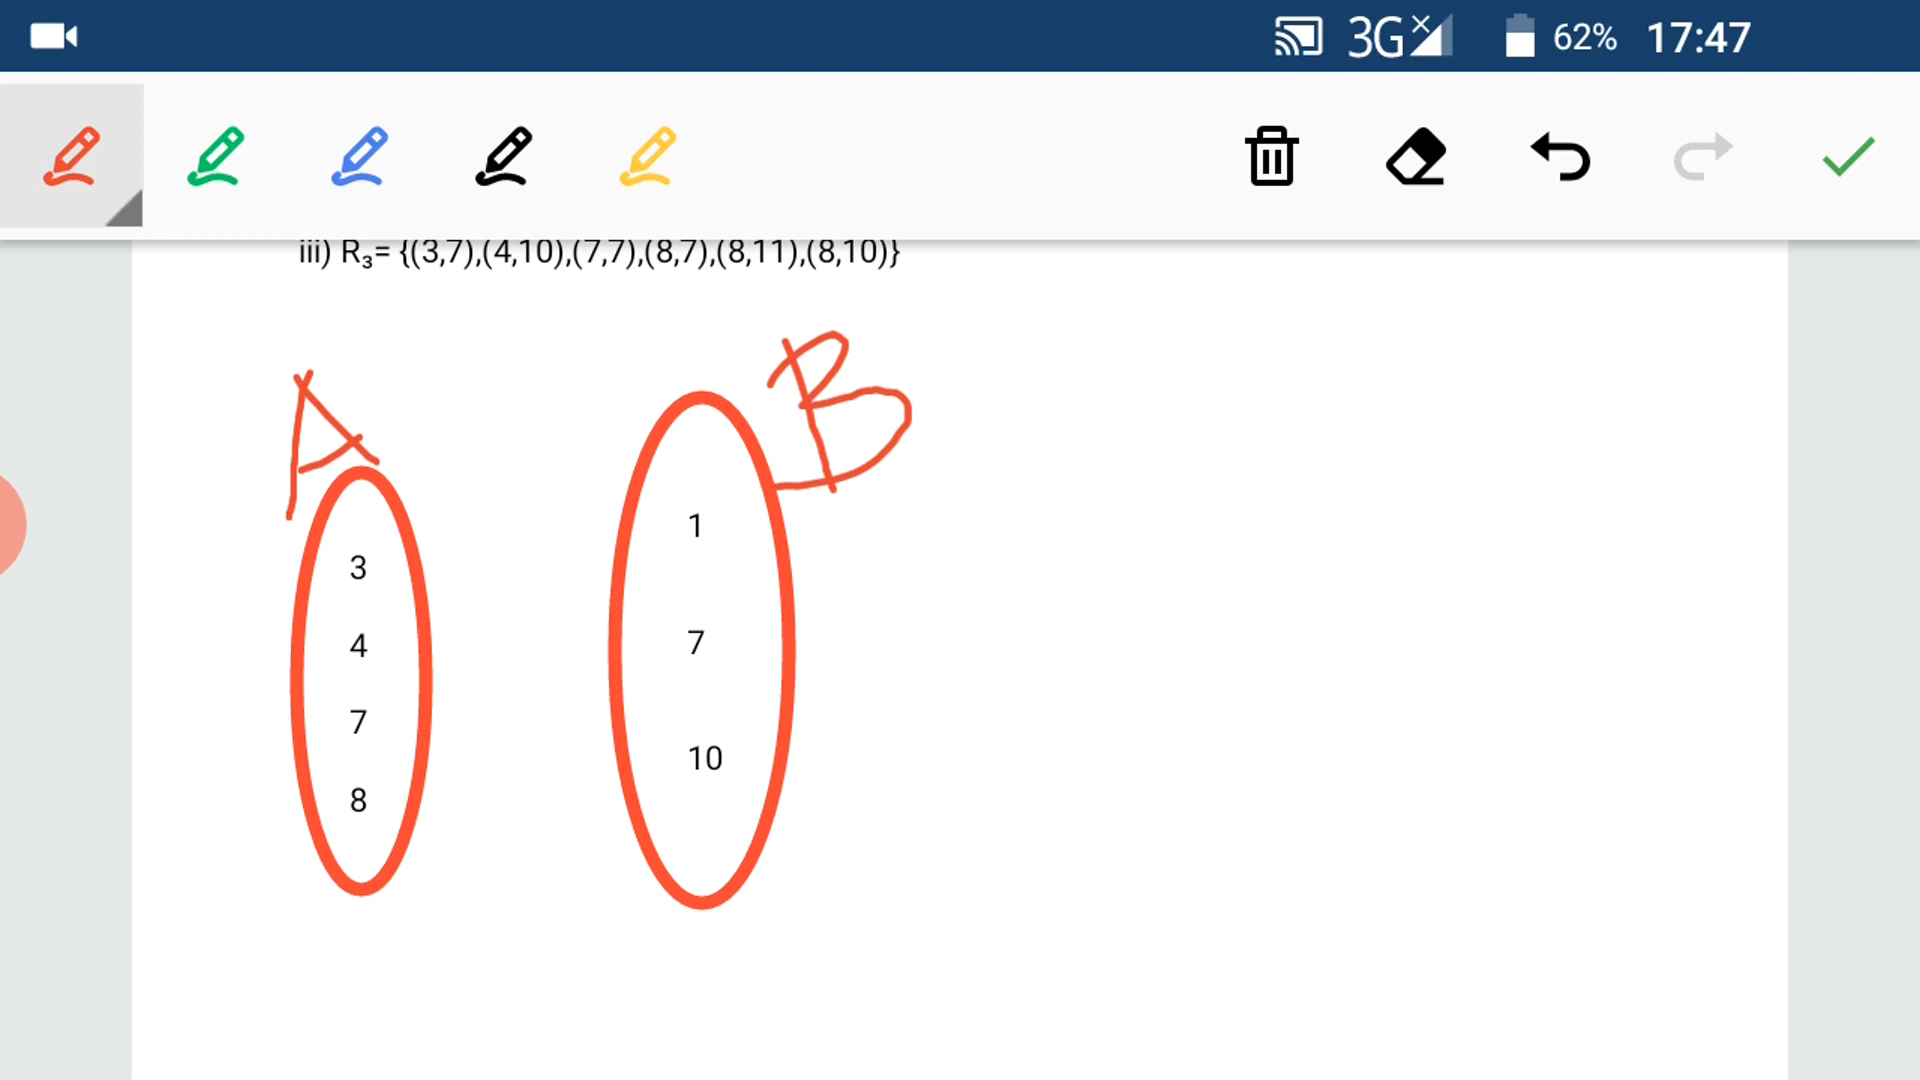 3G 62% 17:47
iii) R₃= {(3,7),(4,10),(7,7),(8,7),(8,11),(8,10)}
A
B
3
4
7
8
1
7
10